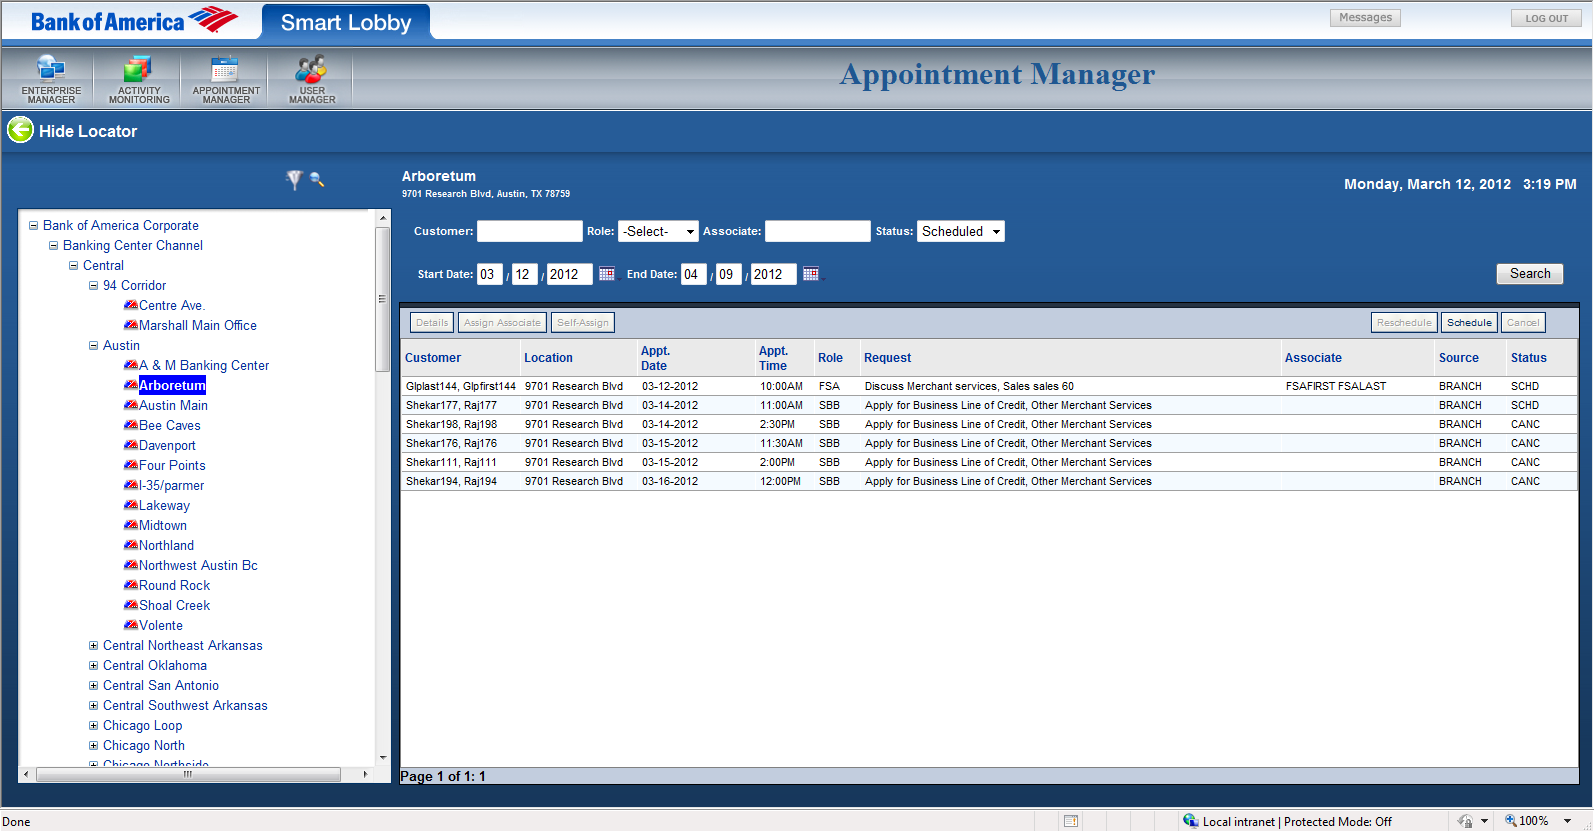 Bank of America Smart Lobby Messages LOG OUT
ENTERPRISE MANAGER
ACTIVITY MONITORING
APPOINTMENT MANAGER
USER MANAGER
Appointment Manager
Hide Locator
Arboretum
9701 Research Blvd, Austin, TX 78759
Monday, March 12, 2012 3:19 PM
Bank of America Corporate
Banking Center Channel
Central
94 Corridor
Centre Ave.
Marshall Main Office
Austin
A & M Banking Center
Arboretum
Austin Main
Bee Caves
Davenport
Four Points
I-35/parmer
Lakeway
Midtown
Northland
Northwest Austin Bc
Round Rock
Shoal Creek
Volente
Central Northeast Arkansas
Central Oklahoma
Central San Antonio
Central Southwest Arkansas
Chicago Loop
Chicago North
Chicago Northside
Customer: Role: -Select- Associate: Status: Scheduled
Start Date: 03 / 12 / 2012 End Date: 04 / 09 / 2012 Search
Details Assign Associate Self-Assign Reschedule Schedule Cancel
Customer Location Appt. Date Appt. Time Role Request Associate Source Status
Glplast144, Glpfirst144 9701 Research Blvd 03-12-2012 10:00AM FSA Discuss Merchant services, Sales sales 60 FSAFIRST FSALAST BRANCH SCHD
Shekar177, Raj177 9701 Research Blvd 03-14-2012 11:00AM SBB Apply for Business Line of Credit, Other Merchant Services BRANCH SCHD
Shekar198, Raj198 9701 Research Blvd 03-14-2012 2:30PM SBB Apply for Business Line of Credit, Other Merchant Services BRANCH CANC
Shekar176, Raj176 9701 Research Blvd 03-15-2012 11:30AM SBB Apply for Business Line of Credit, Other Merchant Services BRANCH CANC
Shekar111, Raj111 9701 Research Blvd 03-15-2012 2:00PM SBB Apply for Business Line of Credit, Other Merchant Services BRANCH CANC
Shekar194, Raj194 9701 Research Blvd 03-16-2012 12:00PM SBB Apply for Business Line of Credit, Other Merchant Services BRANCH CANC
Page 1 of 1: 1
Done Local intranet | Protected Mode: Off 100%